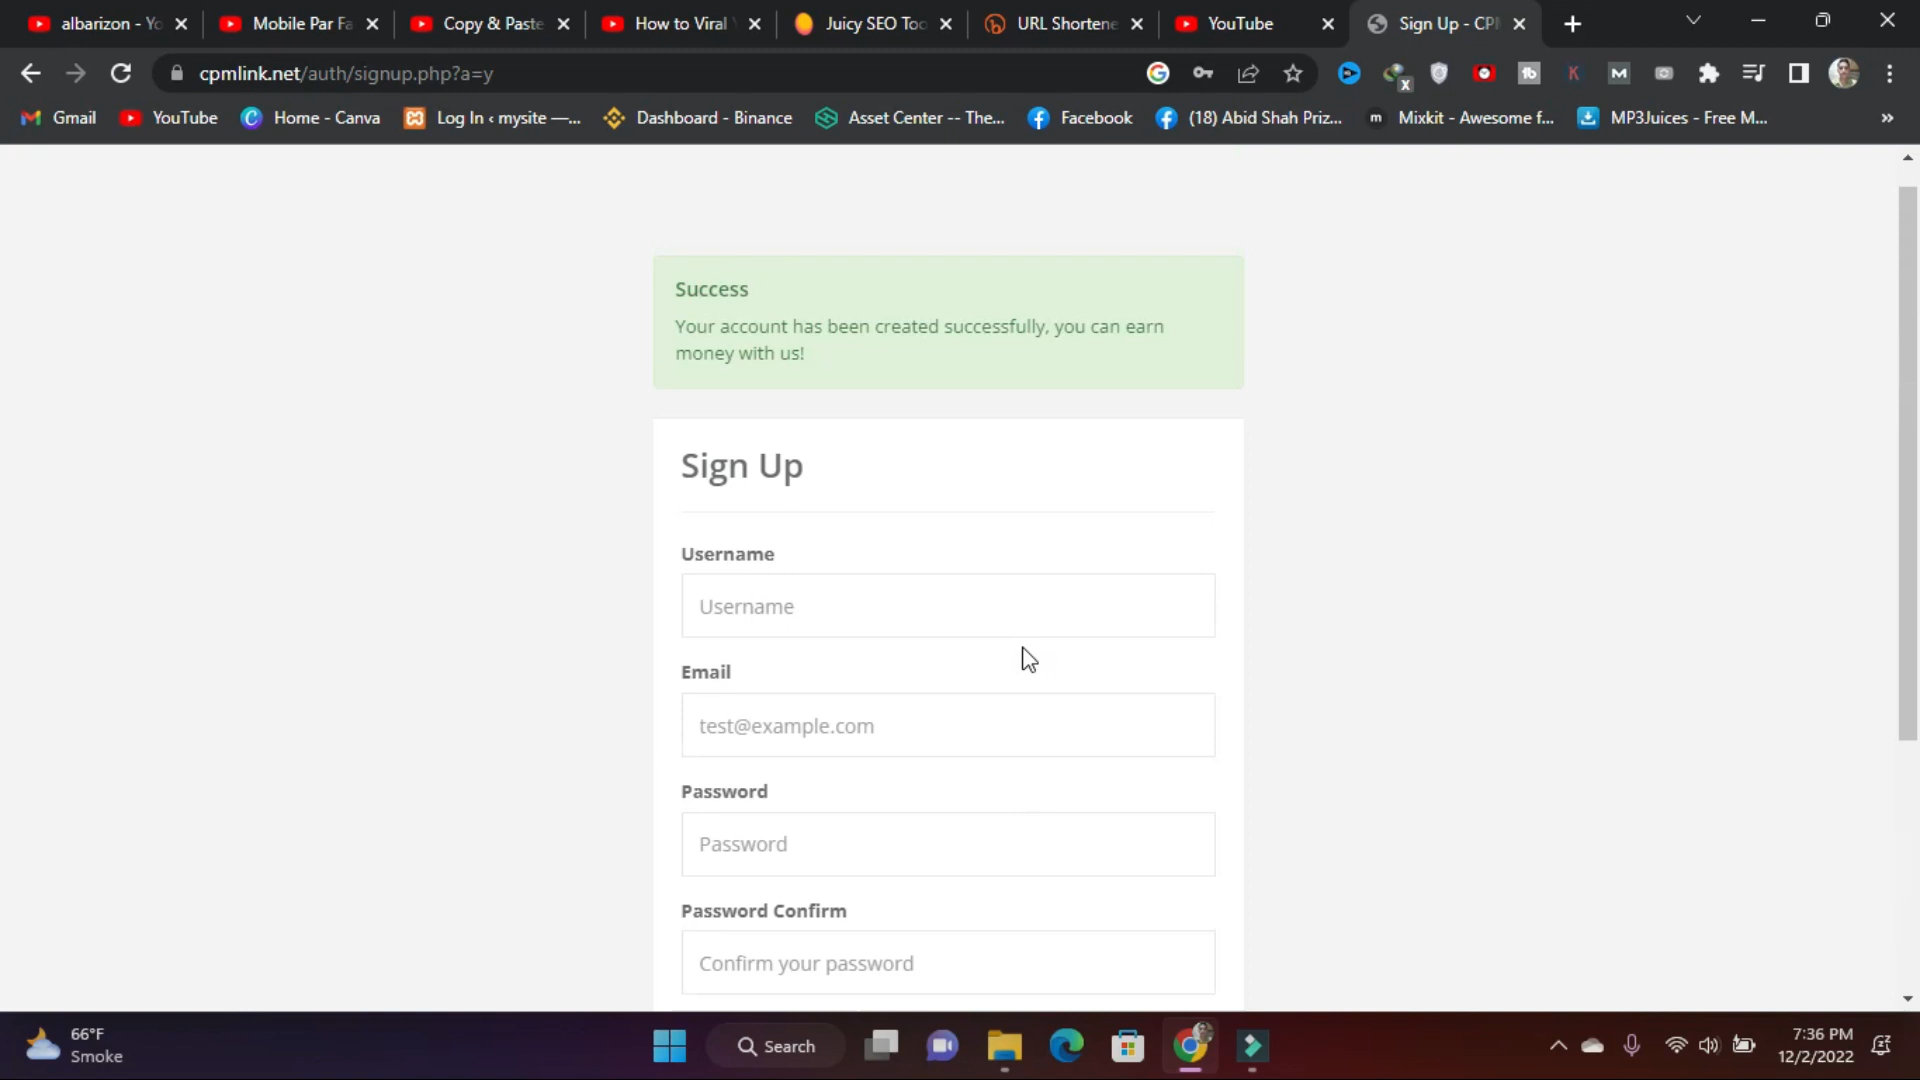 albarizon - Yo
Mobile Par Fa
Copy & Paste
How to Viral
Juicy SEO Too
URL Shortene
YouTube
Sign Up - CPM
cpmlink.net/auth/signup.php?a=y
Gmail
YouTube
Home - Canva
Log In ‹ mysite —...
Dashboard - Binance
Asset Center -- The...
Facebook
(18) Abid Shah Priz...
Mixkit - Awesome f...
MP3Juices - Free M...
»
Success
Your account has been created successfully, you can earn
money with us!
Sign Up
Username
Username
Email
test@example.com
Password
Password
Password Confirm
Confirm your password
66°F
Smoke
Search
7:36 PM
12/2/2022